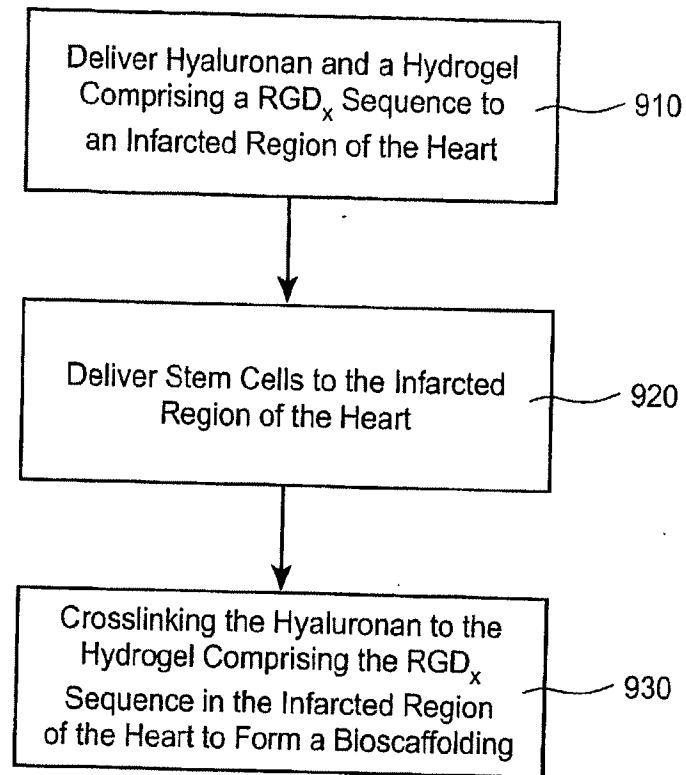 Deliver Hyaluronan and a Hydrogel
Comprising a RGDx Sequence to
an Infarcted Region of the Heart
910
Deliver Stem Cells to the Infarcted
Region of the Heart
920
Crosslinking the Hyaluronan to the
Hydrogel Comprising the RGDx
Sequence in the Infarcted Region
of the Heart to Form a Bioscaffolding
930